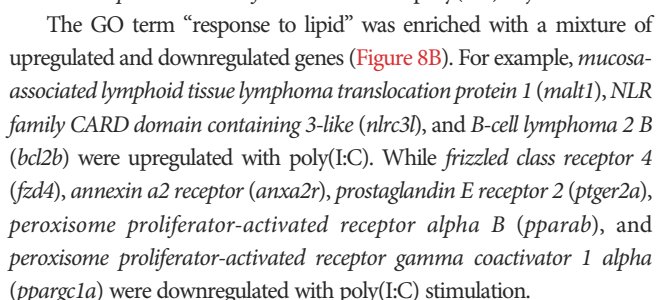 The GO term “response to lipid” was enriched with a mixture of
upregulated and downregulated genes (Figure 8B). For example, mucosa-
associated lymphoid tissue lymphoma translocation protein 1 (malt1), NLR
family CARD domain containing 3-like (nlrc3l), and B-cell lymphoma 2 B
(bcl2b) were upregulated with poly(I:C). While frizzled class receptor 4
(fzd4), annexin a2 receptor (anxa2r), prostaglandin E receptor 2 (ptger2a),
peroxisome proliferator-activated receptor alpha B (pparab), and
peroxisome proliferator-activated receptor gamma coactivator 1 alpha
(ppargc1a) were downregulated with poly(I:C) stimulation.